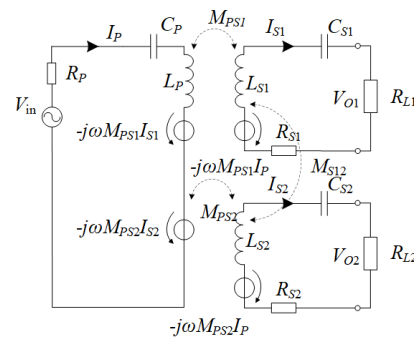 M_PS1
I_P
C_P
I_S1
C_S1
R_P
L_P
L_S1
V_in
V_O1
R_L1
-jωM_PS1I_S1
R_S1
-jωM_PS1I_P
M_S12
I_S2
C_S2
M_PS2
-jωM_PS2I_S2
L_S2
V_O2
R_L2
R_S2
-jωM_PS2I_P